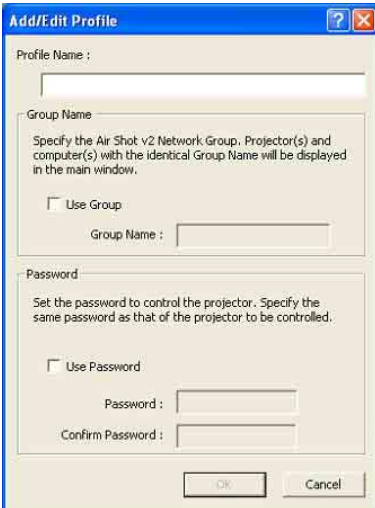 Add/Edit Profile
Profile Name :
Group Name
Specify the Air Shot v2 Network Group. Projector(s) and
computer(s) with the identical Group Name will be displayed
in the main window.
Use Group
Group Name :
Password
Set the password to control the projector. Specify the
same password as that of the projector to be controlled.
Use Password
Password :
Confirm Password :
Ok Cancel